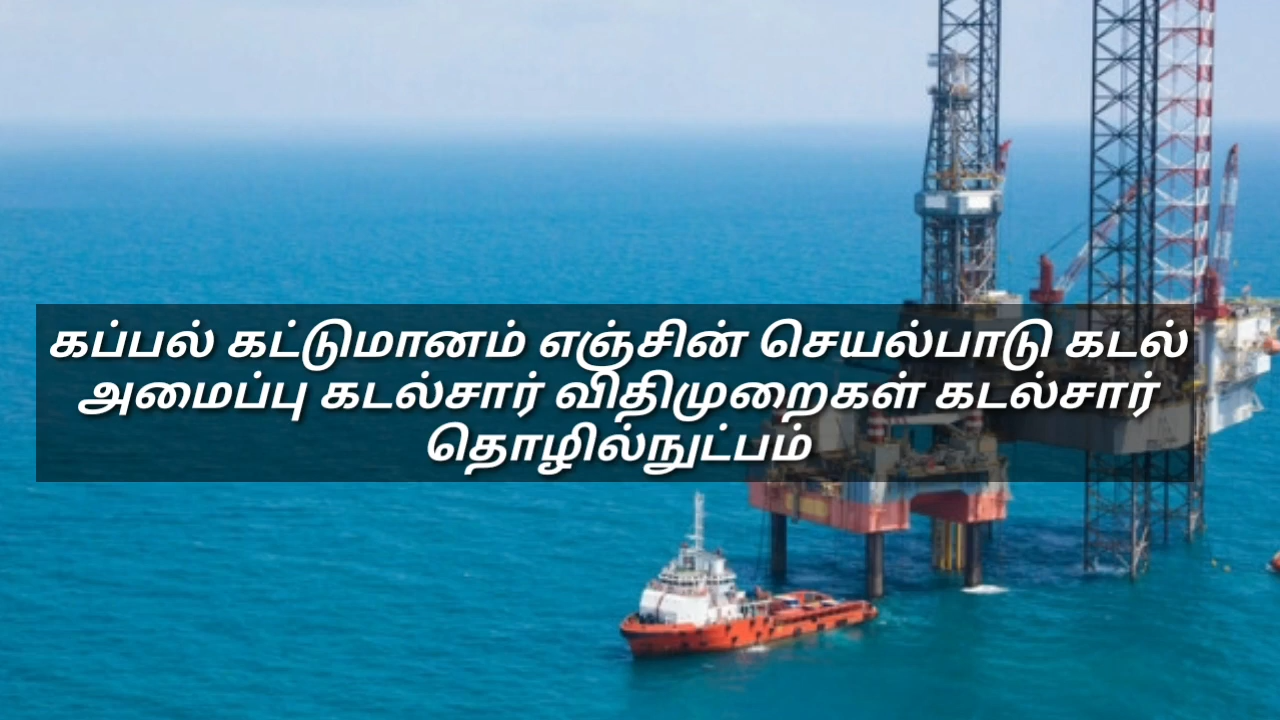 கப்பல் கட்டுமானம் எஞ்சின் செயல்பாடு கடல்
அமைப்பு கடல்சார் விதிமுறைகள் கடல்சார்
தொழில்நுட்பம்